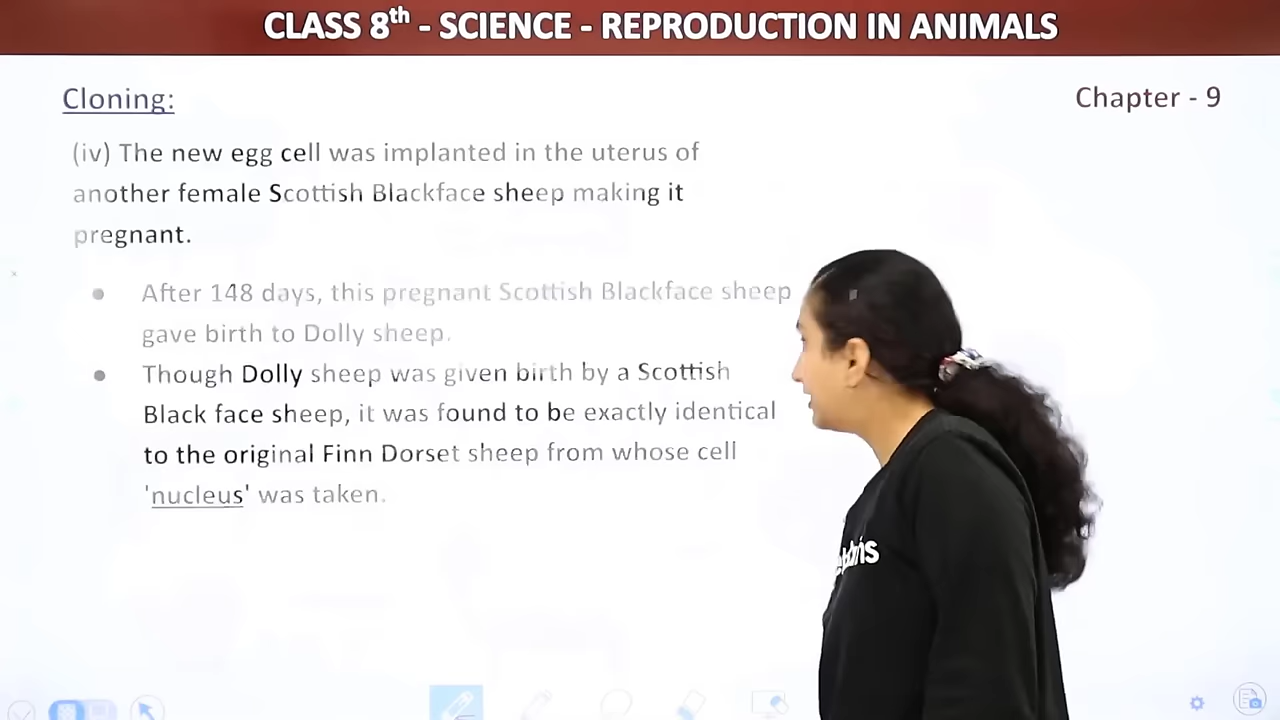 CLASS 8th - SCIENCE - REPRODUCTION IN ANIMALS
Cloning:
Chapter - 9
(iv) The new egg cell was implanted in the uterus of
another female Scottish Blackface sheep making it
pregnant.
● After 148 days, this pregnant Scottish Blackface sheep
gave birth to Dolly sheep.
● Though Dolly sheep was given birth by a Scottish
Black face sheep, it was found to be exactly identical
to the original Finn Dorset sheep from whose cell
'nucleus' was taken.